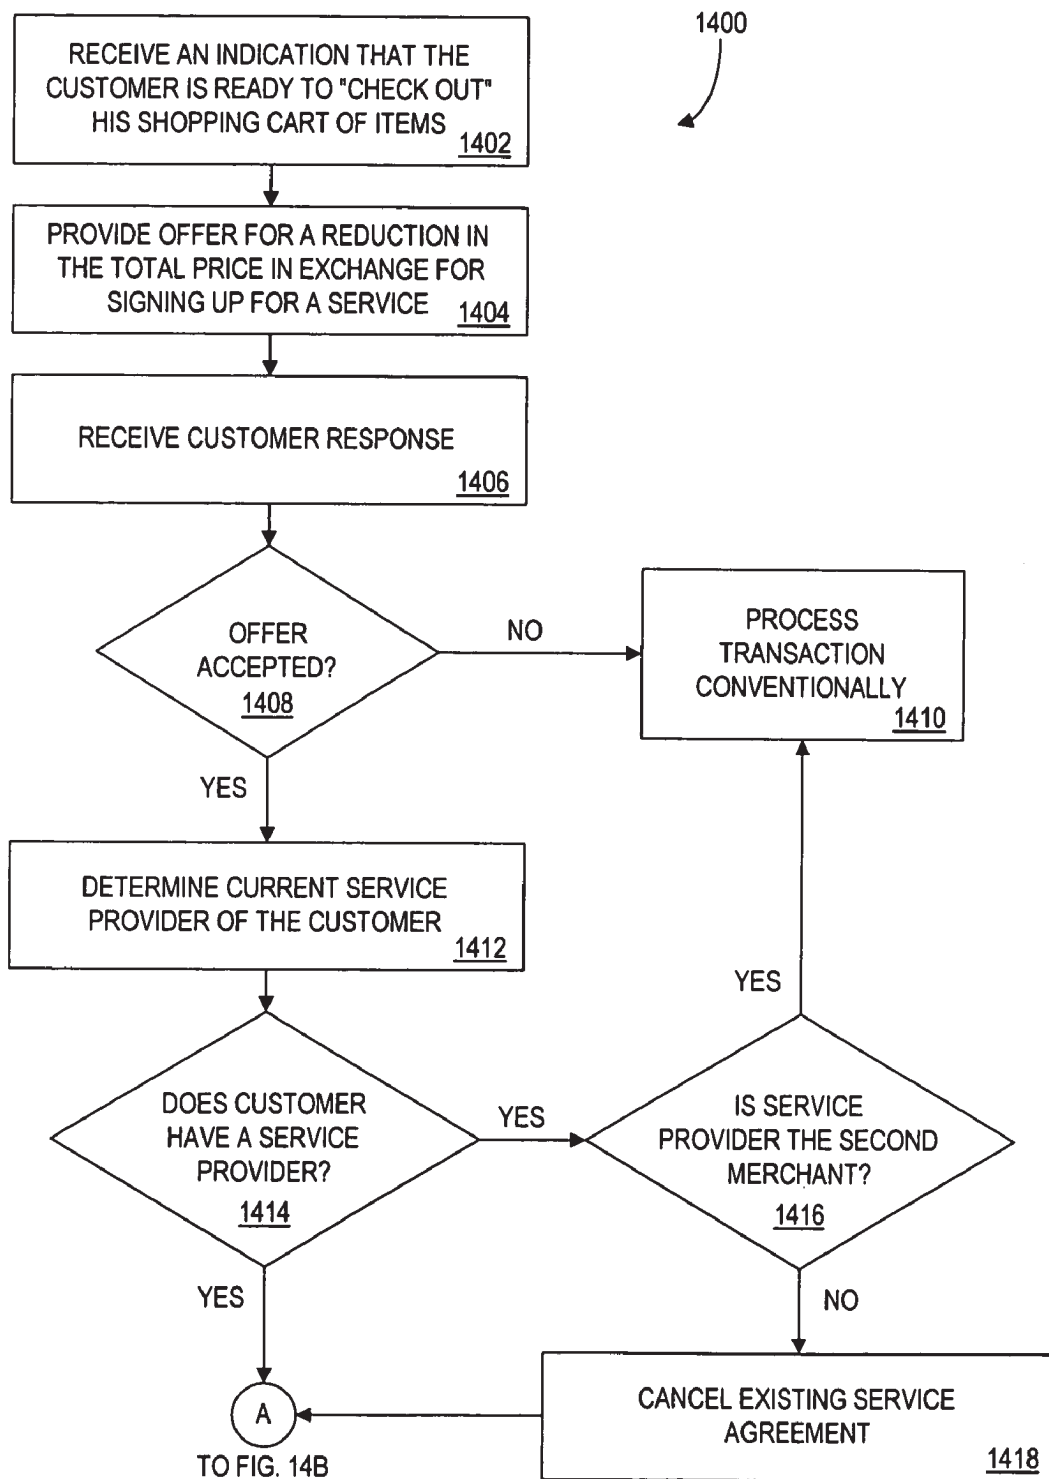 1400
RECEIVE AN INDICATION THAT THE
CUSTOMER IS READY TO "CHECK OUT"
HIS SHOPPING CART OF ITEMS
1402
PROVIDE OFFER FOR A REDUCTION IN
THE TOTAL PRICE IN EXCHANGE FOR
SIGNING UP FOR A SERVICE
1404
RECEIVE CUSTOMER RESPONSE
1406
OFFER
ACCEPTED?
1408
NO
PROCESS
TRANSACTION
CONVENTIONALLY
1410
YES
DETERMINE CURRENT SERVICE
PROVIDER OF THE CUSTOMER
1412
YES
DOES CUSTOMER
HAVE A SERVICE
PROVIDER?
1414
YES
IS SERVICE
PROVIDER THE SECOND
MERCHANT?
1416
YES
NO
CANCEL EXISTING SERVICE
AGREEMENT
1418
A
TO FIG. 14B